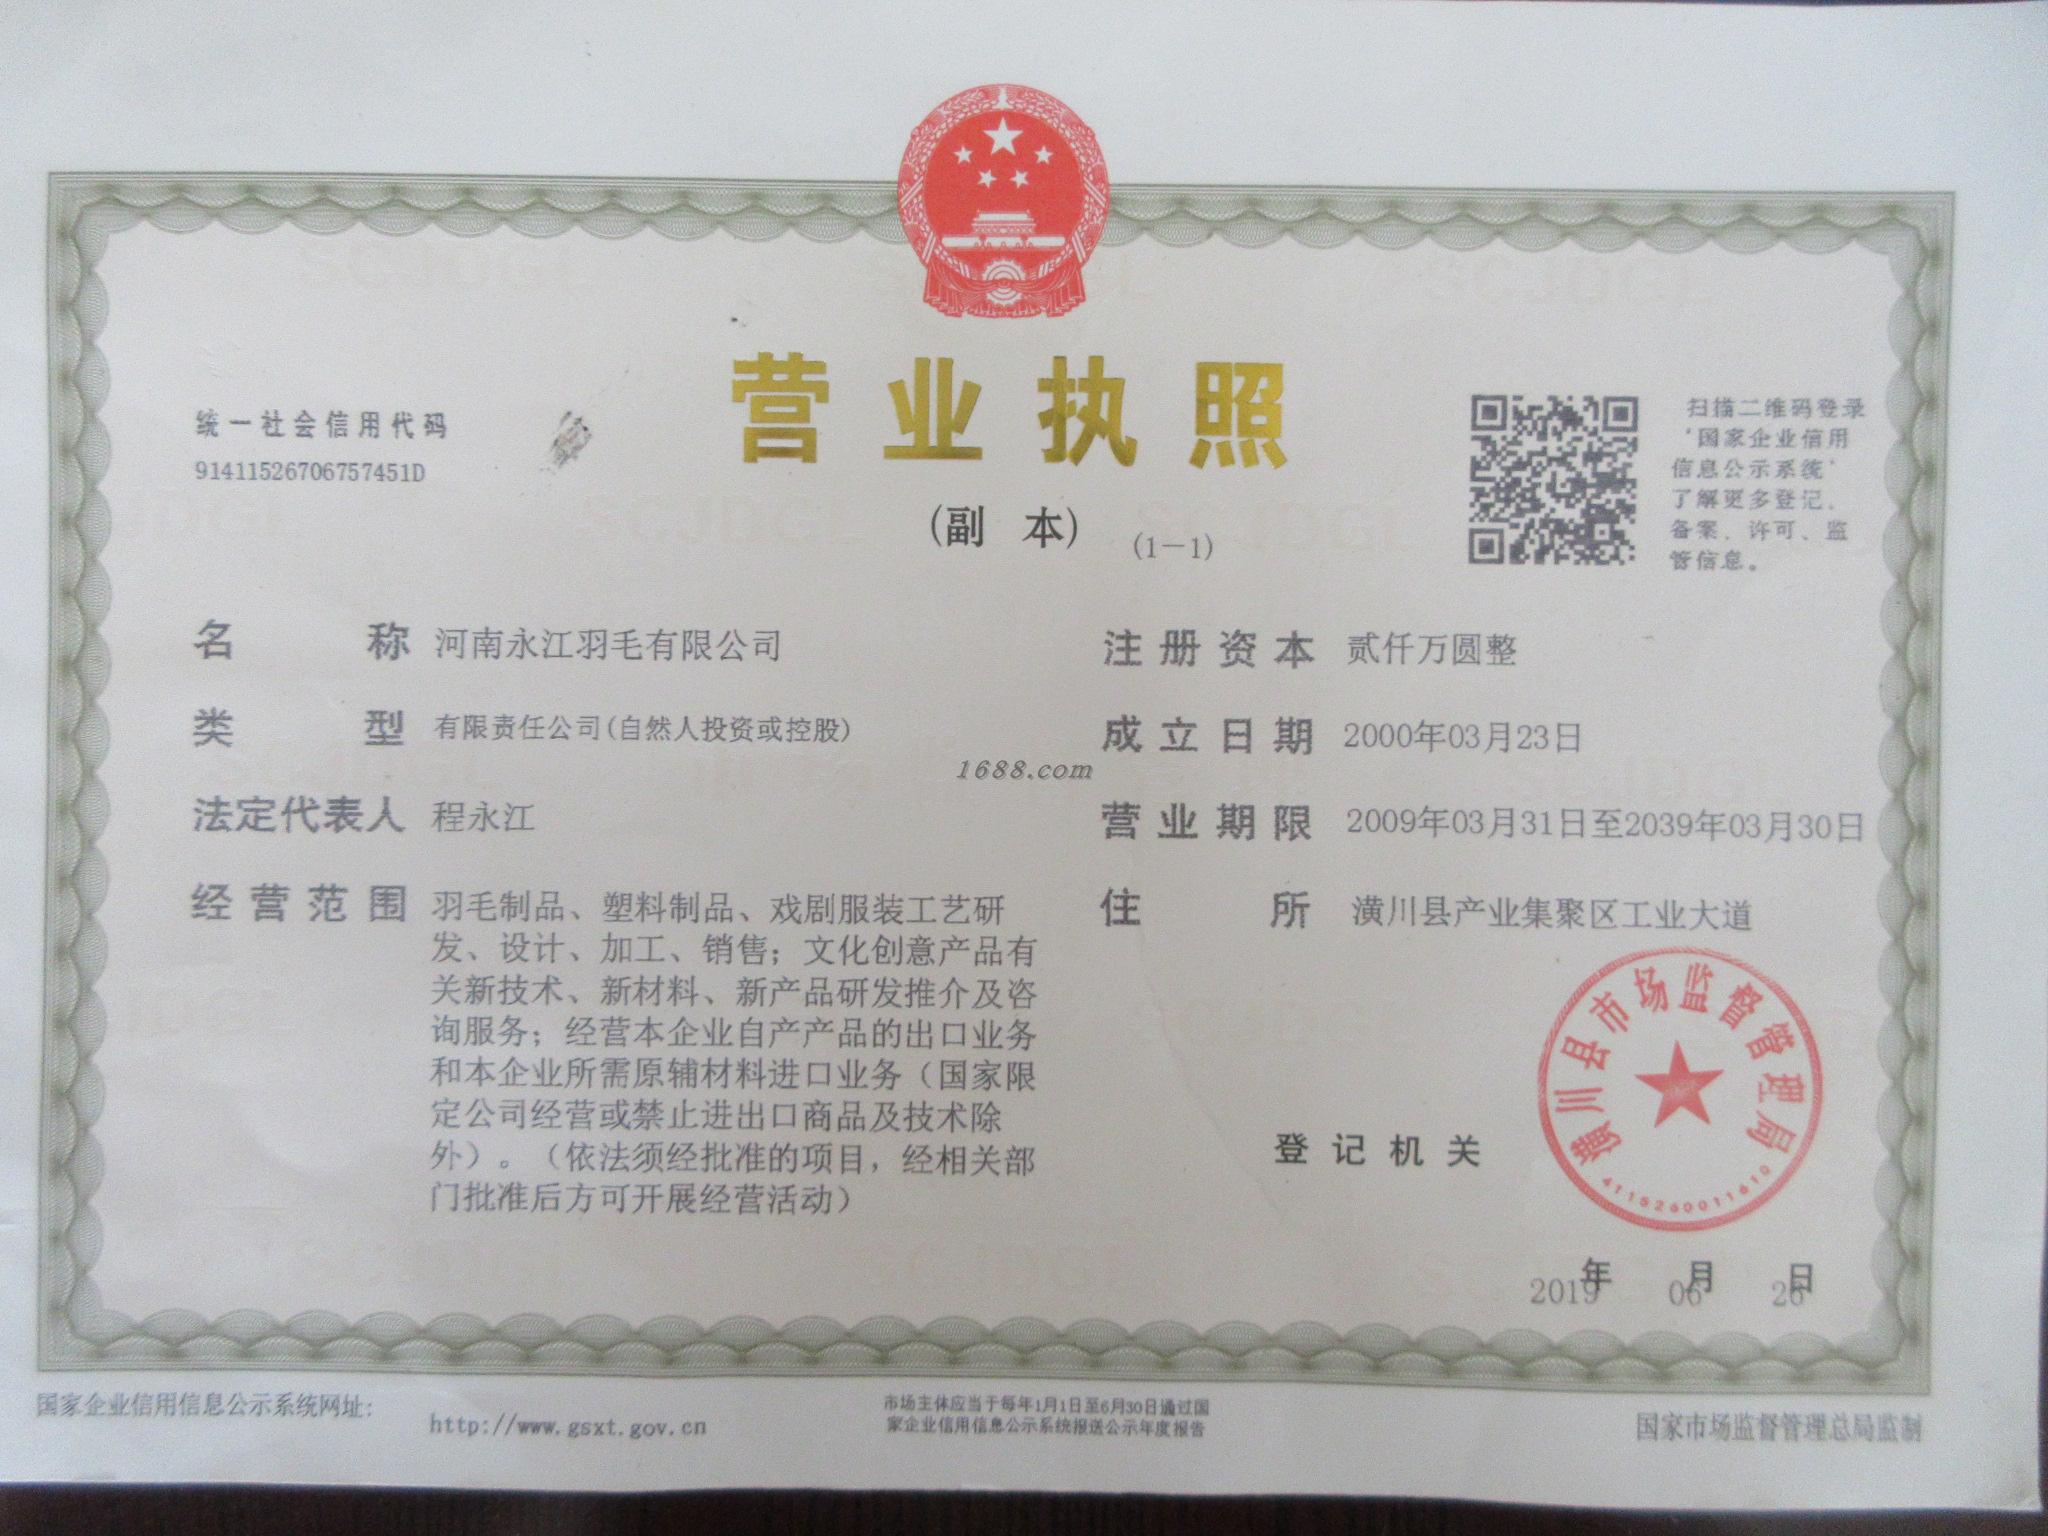 营业执照
(副 本) (1-1)
统一社会信用代码
91411526706757451D
扫描二维码登录
‘国家企业信用
信息公示系统’
了解更多登记、
备案、许可、监
管信息。
名 称 河南永江羽毛有限公司
类 型 有限责任公司(自然人投资或控股)
法定代表人 程永江
经营范围 羽毛制品、塑料制品、戏剧服装工艺研
发、设计、加工、销售；文化创意产品有
关新技术、新材料、新产品研发推介及咨
询服务；经营本企业自产产品的出口业务
和本企业所需原辅材料进口业务（国家限
定公司经营或禁止进出口商品及技术除
外）。（依法须经批准的项目，经相关部
门批准后方可开展经营活动）
注册资本 贰仟万圆整
成立日期 2000年03月23日
营业期限 2009年03月31日至2039年03月30日
住 所 潢川县产业集聚区工业大道
1688.com
登记机关
潢川县市场监督管理局
4115260011610
2019年 06月 26日
国家企业信用信息公示系统网址:
http://www.gsxt.gov.cn
市场主体应当于每年1月1日至6月30日通过国
家企业信用信息公示系统报送公示年度报告
国家市场监督管理总局监制